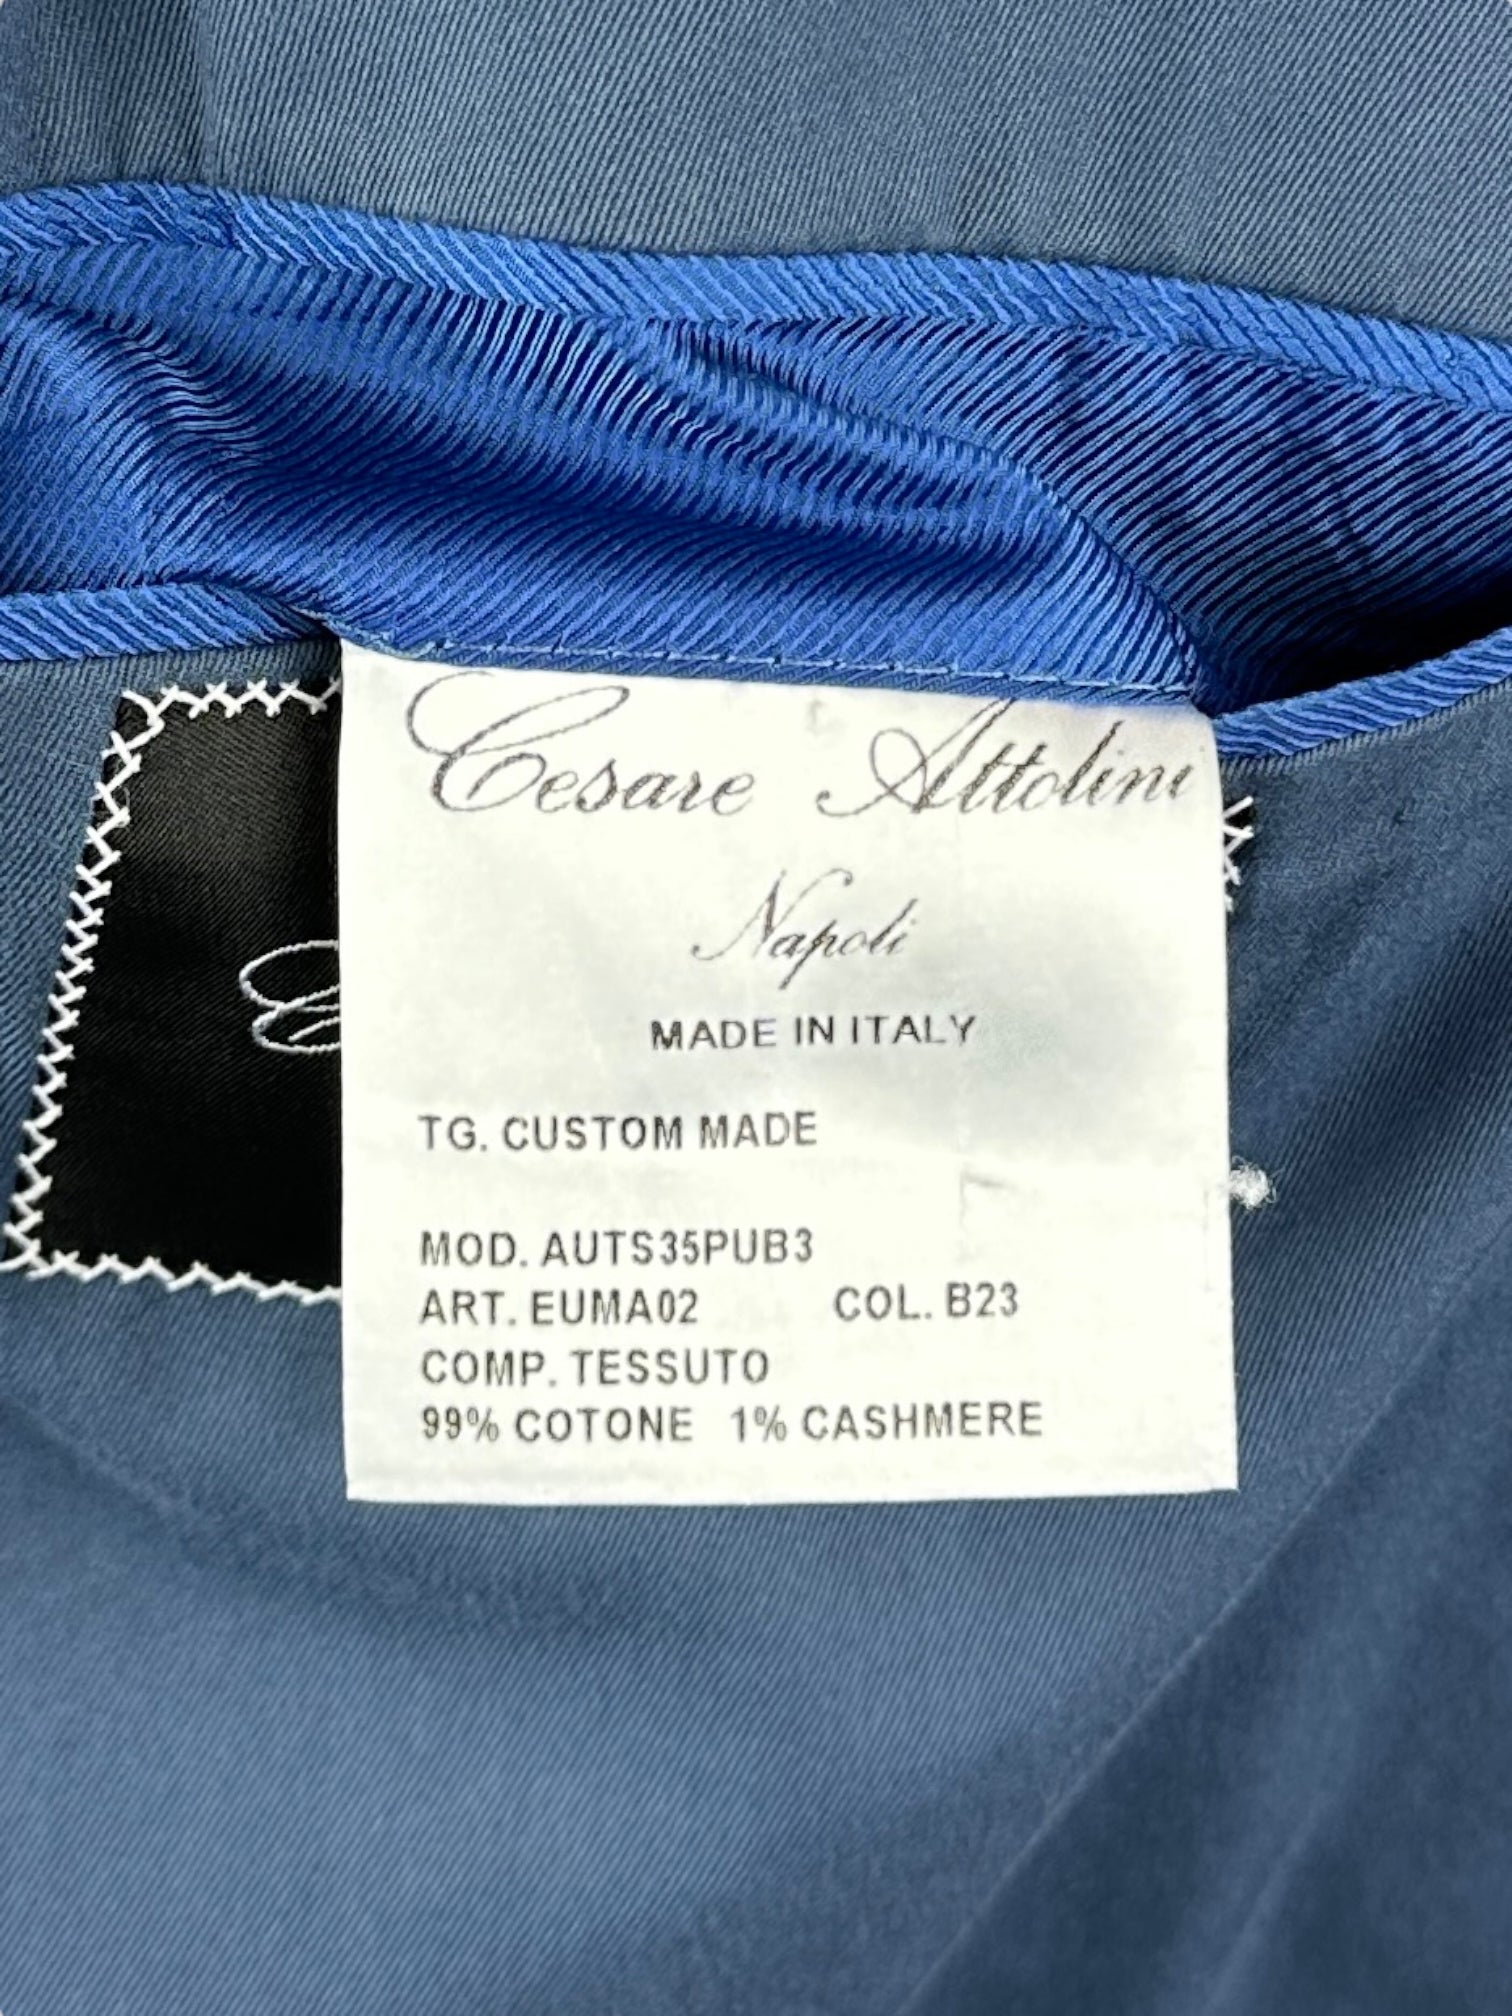 Cesare Attolini
Napoli
MADE IN ITALY
TG. CUSTOM MADE
MOD. AUTS35PUB3
ART. EUMA02 COL. B23
COMP. TESSUTO
99% COTONE 1% CASHMERE